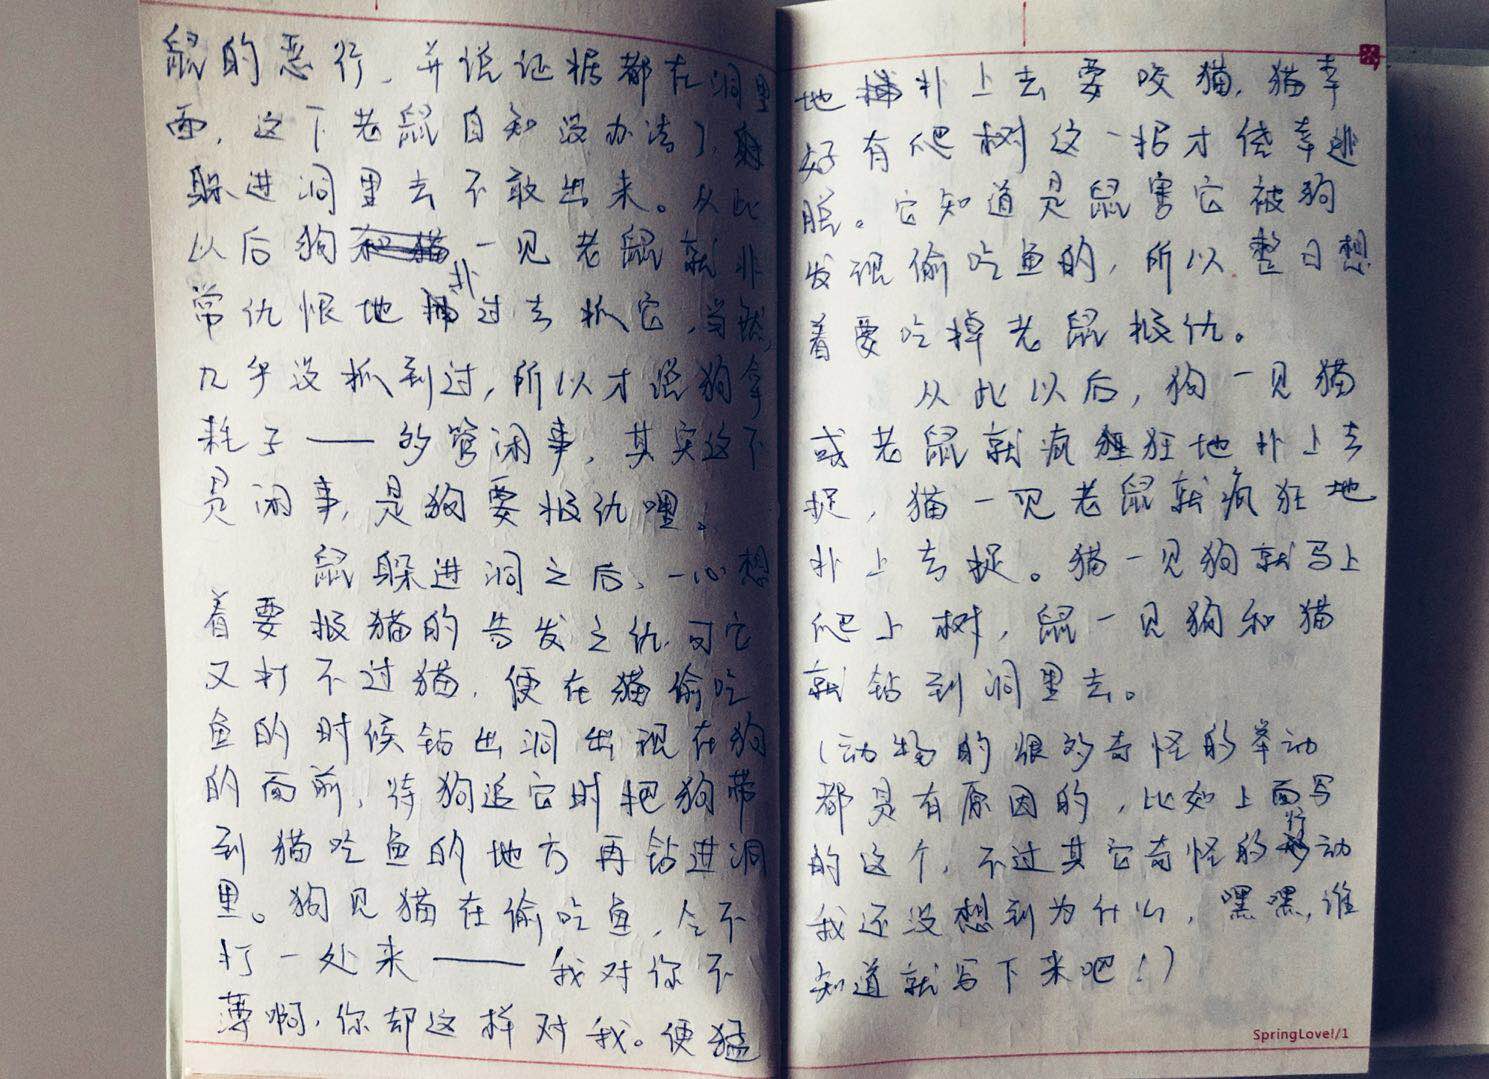 鼠的恶行，并说证据都在洞里
面，这下老鼠自知没办法了，
躲进洞里去不敢出来。从此
以后狗和猫一见老鼠就非
常仇恨地扑过去抓它，当然，
几乎没抓到过，所以才说狗拿
耗子——多管闲事，其实这不
是闲事，是狗要报仇哩。
鼠躲进洞之后，一心想
着要报猫的告发之仇，可它
又打不过猫，便在猫偷吃
鱼的时候钻出洞出现在狗
的面前，待狗追它时把狗带
到猫吃鱼的地方再钻进洞
里。狗见猫在偷吃鱼，令不
打一处来——我对你不
薄啊，你却这样对我。便猛
地扑上去要咬猫，猫幸
好有爬树这一招才侥幸逃
脱。它知道是鼠害它被狗
发现偷吃鱼的，所以整日想
着要吃掉老鼠报仇。
从此以后，狗一见猫
或老鼠就疯狂地扑上去
捉，猫一见老鼠就疯狂地
扑上去捉。猫一见狗就马上
爬上树，鼠一见狗和猫
就钻到洞里去。
（动物的很多奇怪的举动
都是有原因的，比如上面写
的这个，不过其它奇怪的行动
我还没想到为什么，嘿嘿，谁
知道就写下来吧！）
SpringLove!/1